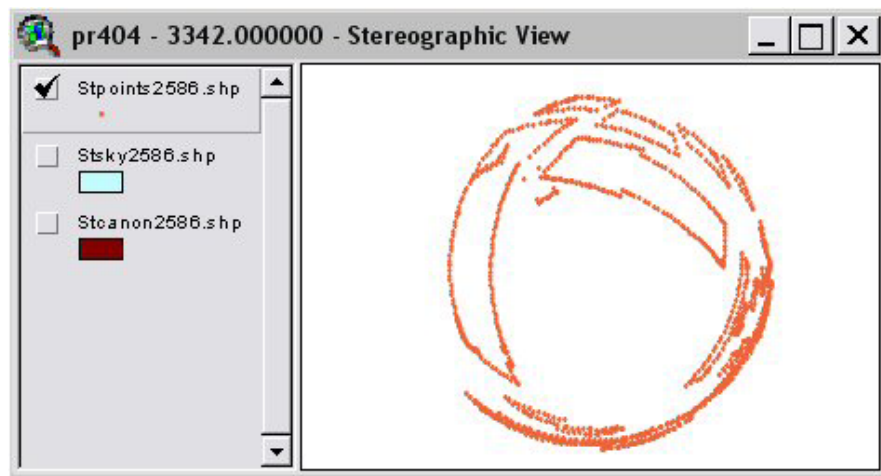 pr404 - 3342.000000 - Stereographic View
Stpoints2586.shp
Stsky2586.shp
Stcanon2586.shp